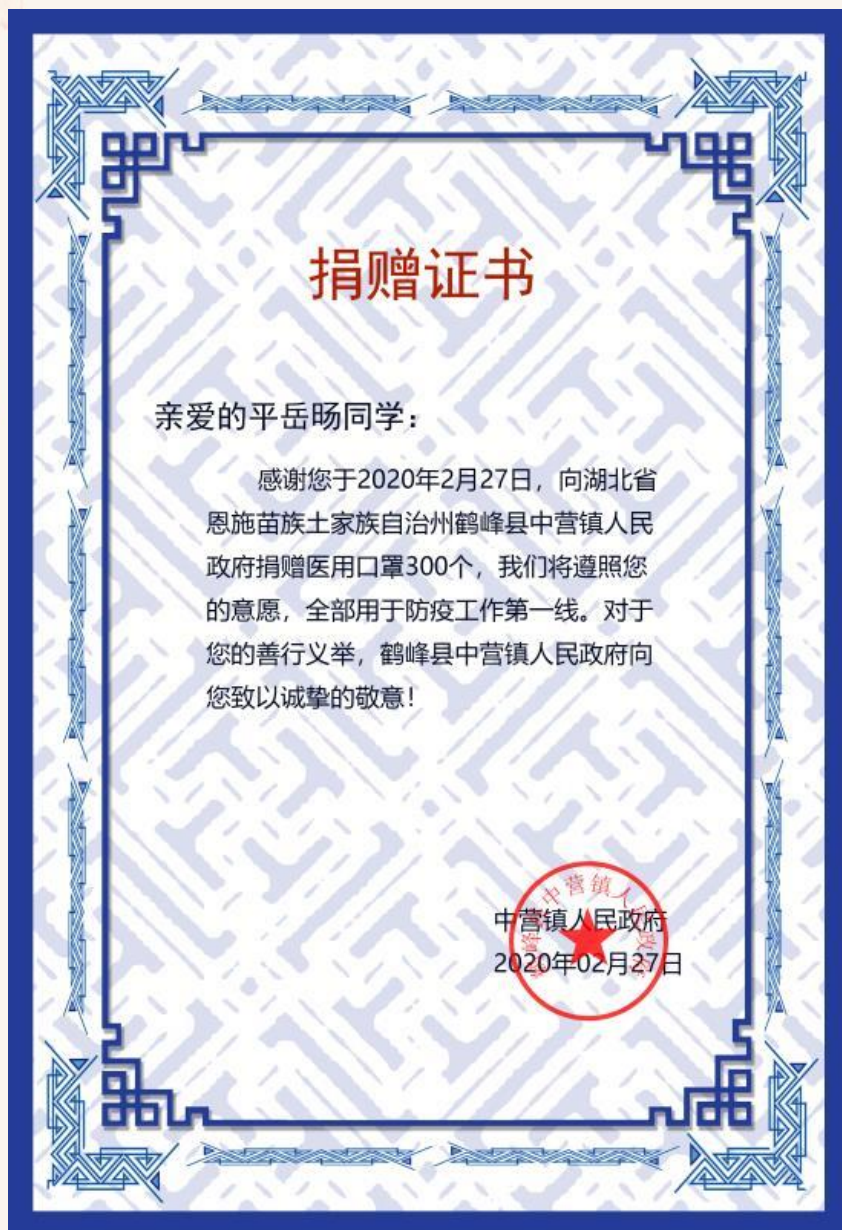 捐赠证书
亲爱的平岳旸同学：
感谢您于2020年2月27日，向湖北省
恩施苗族土家族自治州鹤峰县中营镇人民
政府捐赠医用口罩300个，我们将遵照您
的意愿，全部用于防疫工作第一线。对于
您的善行义举，鹤峰县中营镇人民政府向
您致以诚挚的敬意！
中营镇人民政府
2020年02月27日